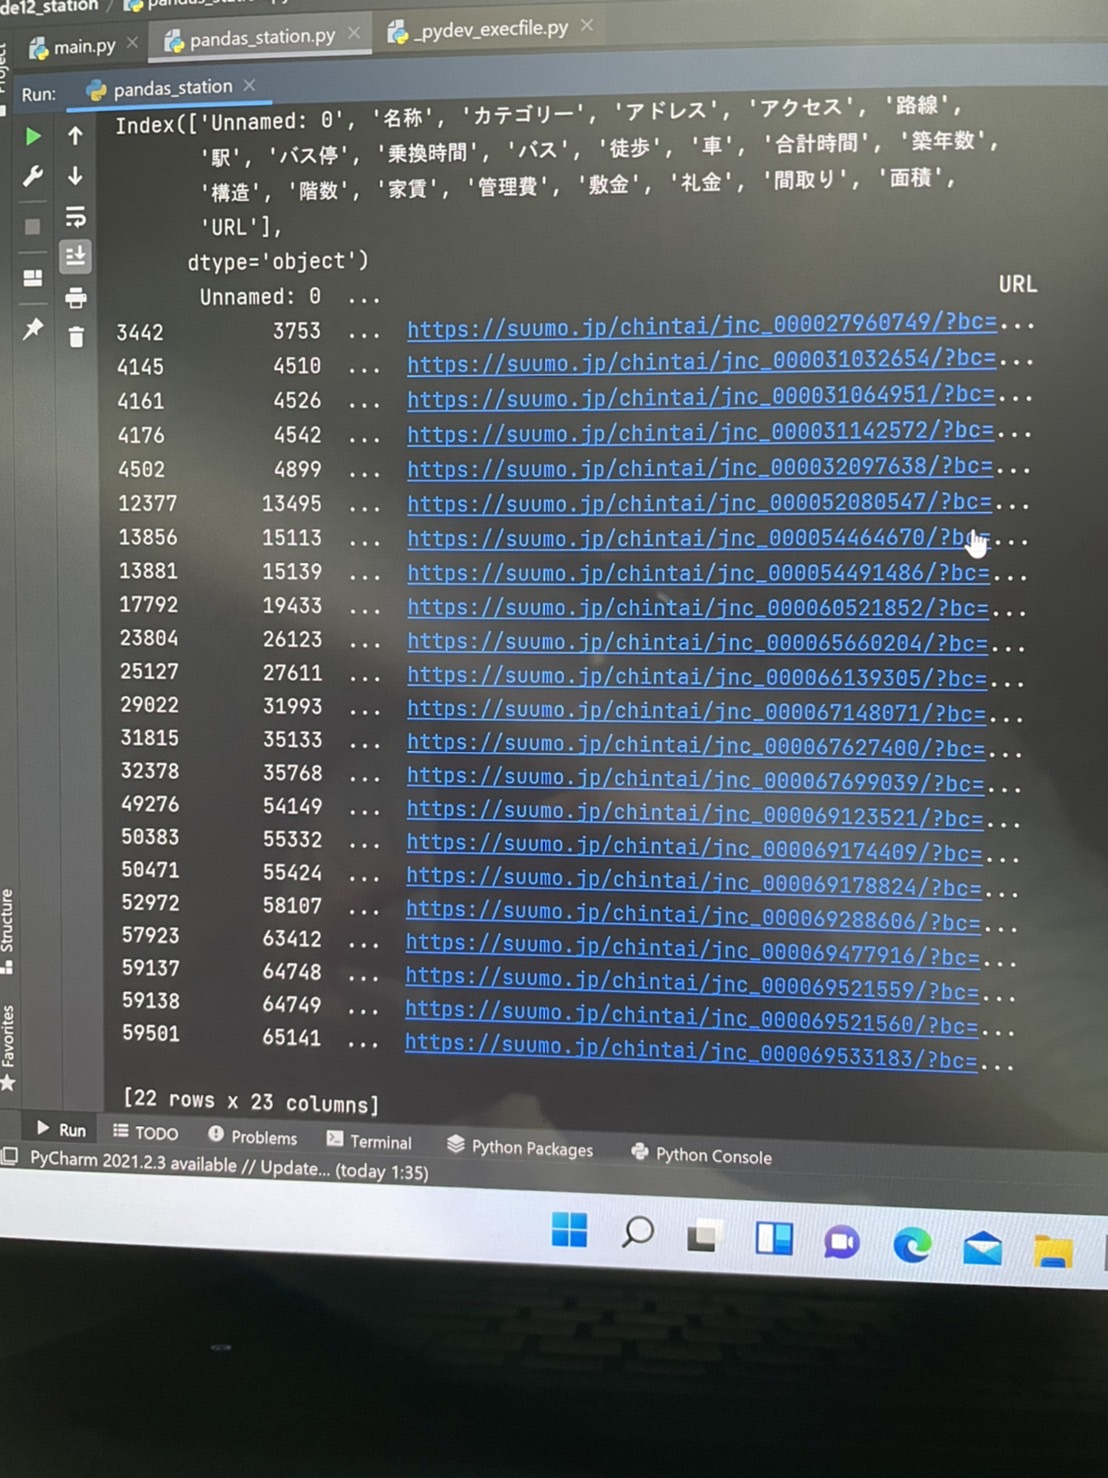 de12_station
main.py
pandas_station.py
_pydev_execfile.py
Run:
pandas_station
Index(['Unnamed: 0', '名称', 'カテゴリー', 'アドレス', 'アクセス', '路線',
'駅', 'バス停', '乗換時間', 'バス', '徒歩', '車', '合計時間', '築年数',
'構造', '階数', '家賃', '管理費', '敷金', '礼金', '間取り', '面積',
'URL'],
dtype='object')
Unnamed: 0 ... URL
3442 3753 ... https://suumo.jp/chintai/jnc_000027960749/?bc=...
4145 4510 ... https://suumo.jp/chintai/jnc_000031032654/?bc=...
4161 4526 ... https://suumo.jp/chintai/jnc_000031064951/?bc=...
4176 4542 ... https://suumo.jp/chintai/jnc_000031142572/?bc=...
4502 4899 ... https://suumo.jp/chintai/jnc_000032097638/?bc=...
12377 13495 ... https://suumo.jp/chintai/jnc_000052080547/?bc=...
13856 15113 ... https://suumo.jp/chintai/jnc_000054464670/?bc=...
13881 15139 ... https://suumo.jp/chintai/jnc_000054491486/?bc=...
17792 19433 ... https://suumo.jp/chintai/jnc_000060521852/?bc=...
23804 26123 ... https://suumo.jp/chintai/jnc_000065660204/?bc=...
25127 27611 ... https://suumo.jp/chintai/jnc_000066139305/?bc=...
29022 31993 ... https://suumo.jp/chintai/jnc_000067148071/?bc=...
31815 35133 ... https://suumo.jp/chintai/jnc_000067627400/?bc=...
32378 35768 ... https://suumo.jp/chintai/jnc_000067699039/?bc=...
49276 54149 ... https://suumo.jp/chintai/jnc_000069123521/?bc=...
50383 55332 ... https://suumo.jp/chintai/jnc_000069174409/?bc=...
50471 55424 ... https://suumo.jp/chintai/jnc_000069178824/?bc=...
52972 58107 ... https://suumo.jp/chintai/jnc_000069288606/?bc=...
57923 63412 ... https://suumo.jp/chintai/jnc_000069477916/?bc=...
59137 64748 ... https://suumo.jp/chintai/jnc_000069521559/?bc=...
59138 64749 ... https://suumo.jp/chintai/jnc_000069521560/?bc=...
59501 65141 ... https://suumo.jp/chintai/jnc_000069533183/?bc=...
[22 rows x 23 columns]
Structure
Favorites
Run
TODO
Problems
Terminal
Python Packages
Python Console
PyCharm 2021.2.3 available // Update... (today 1:35)